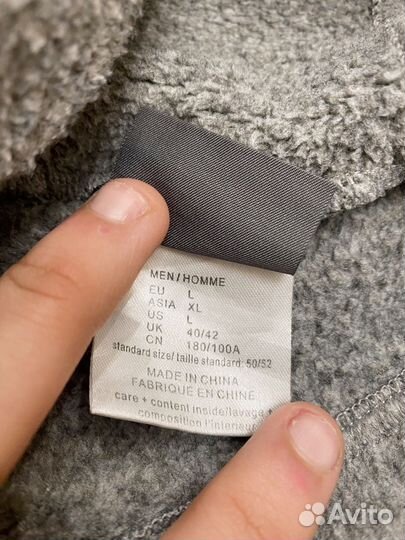 MEN/HOMME
EU L
ASIA XL
US L
UK 40/42
CN 180/100A
standard size/ taille standard: 50/52
MADE IN CHINA
FABRIQUE EN CHINE
care + content inside/lavage +
composition l'interieure
Avito